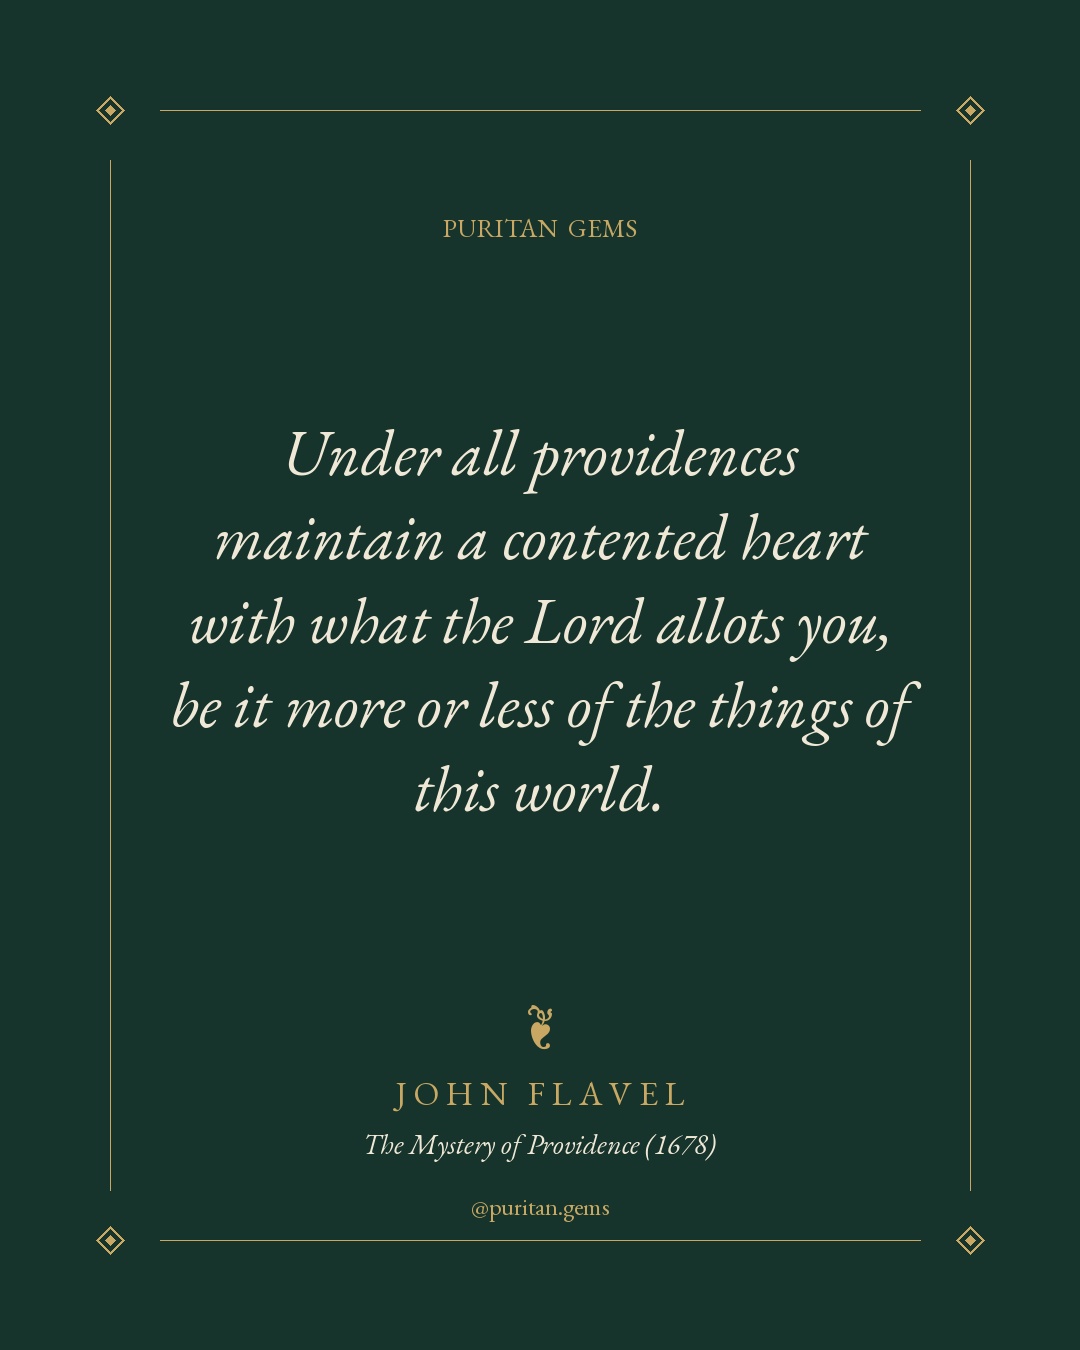 PURITAN GEMS
Under all providences
maintain a contented heart
with what the Lord allots you,
be it more or less of the things of
this world.
JOHN FLAVEL
The Mystery of Providence (1678)
@puritan.gems